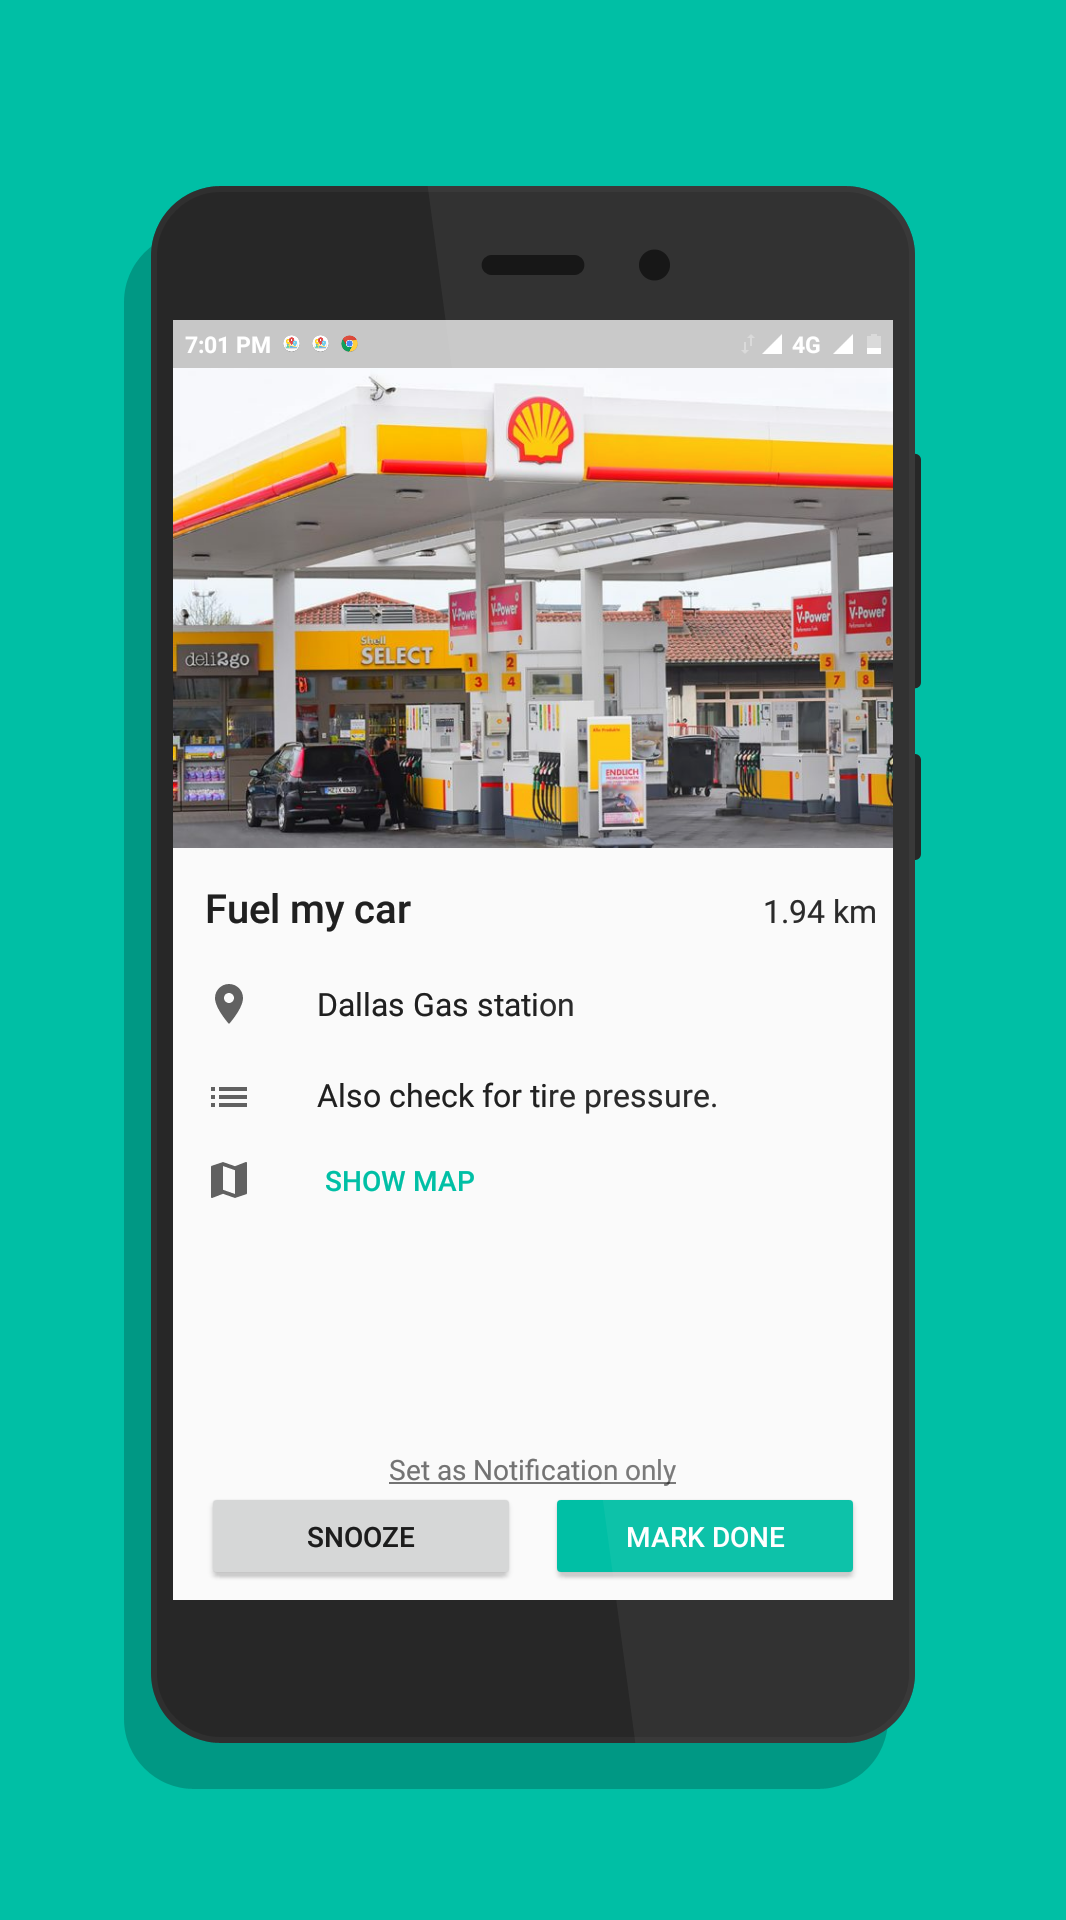 7:01 PM
4G
V-Power
V-Power
V-Power
V-Power
Shell
SELECT
deli2go
1 2
3 4
5 6
7 8
ENDLICH
Fuel my car
1.94 km
Dallas Gas station
Also check for tire pressure.
SHOW MAP
Set as Notification only
SNOOZE
MARK DONE